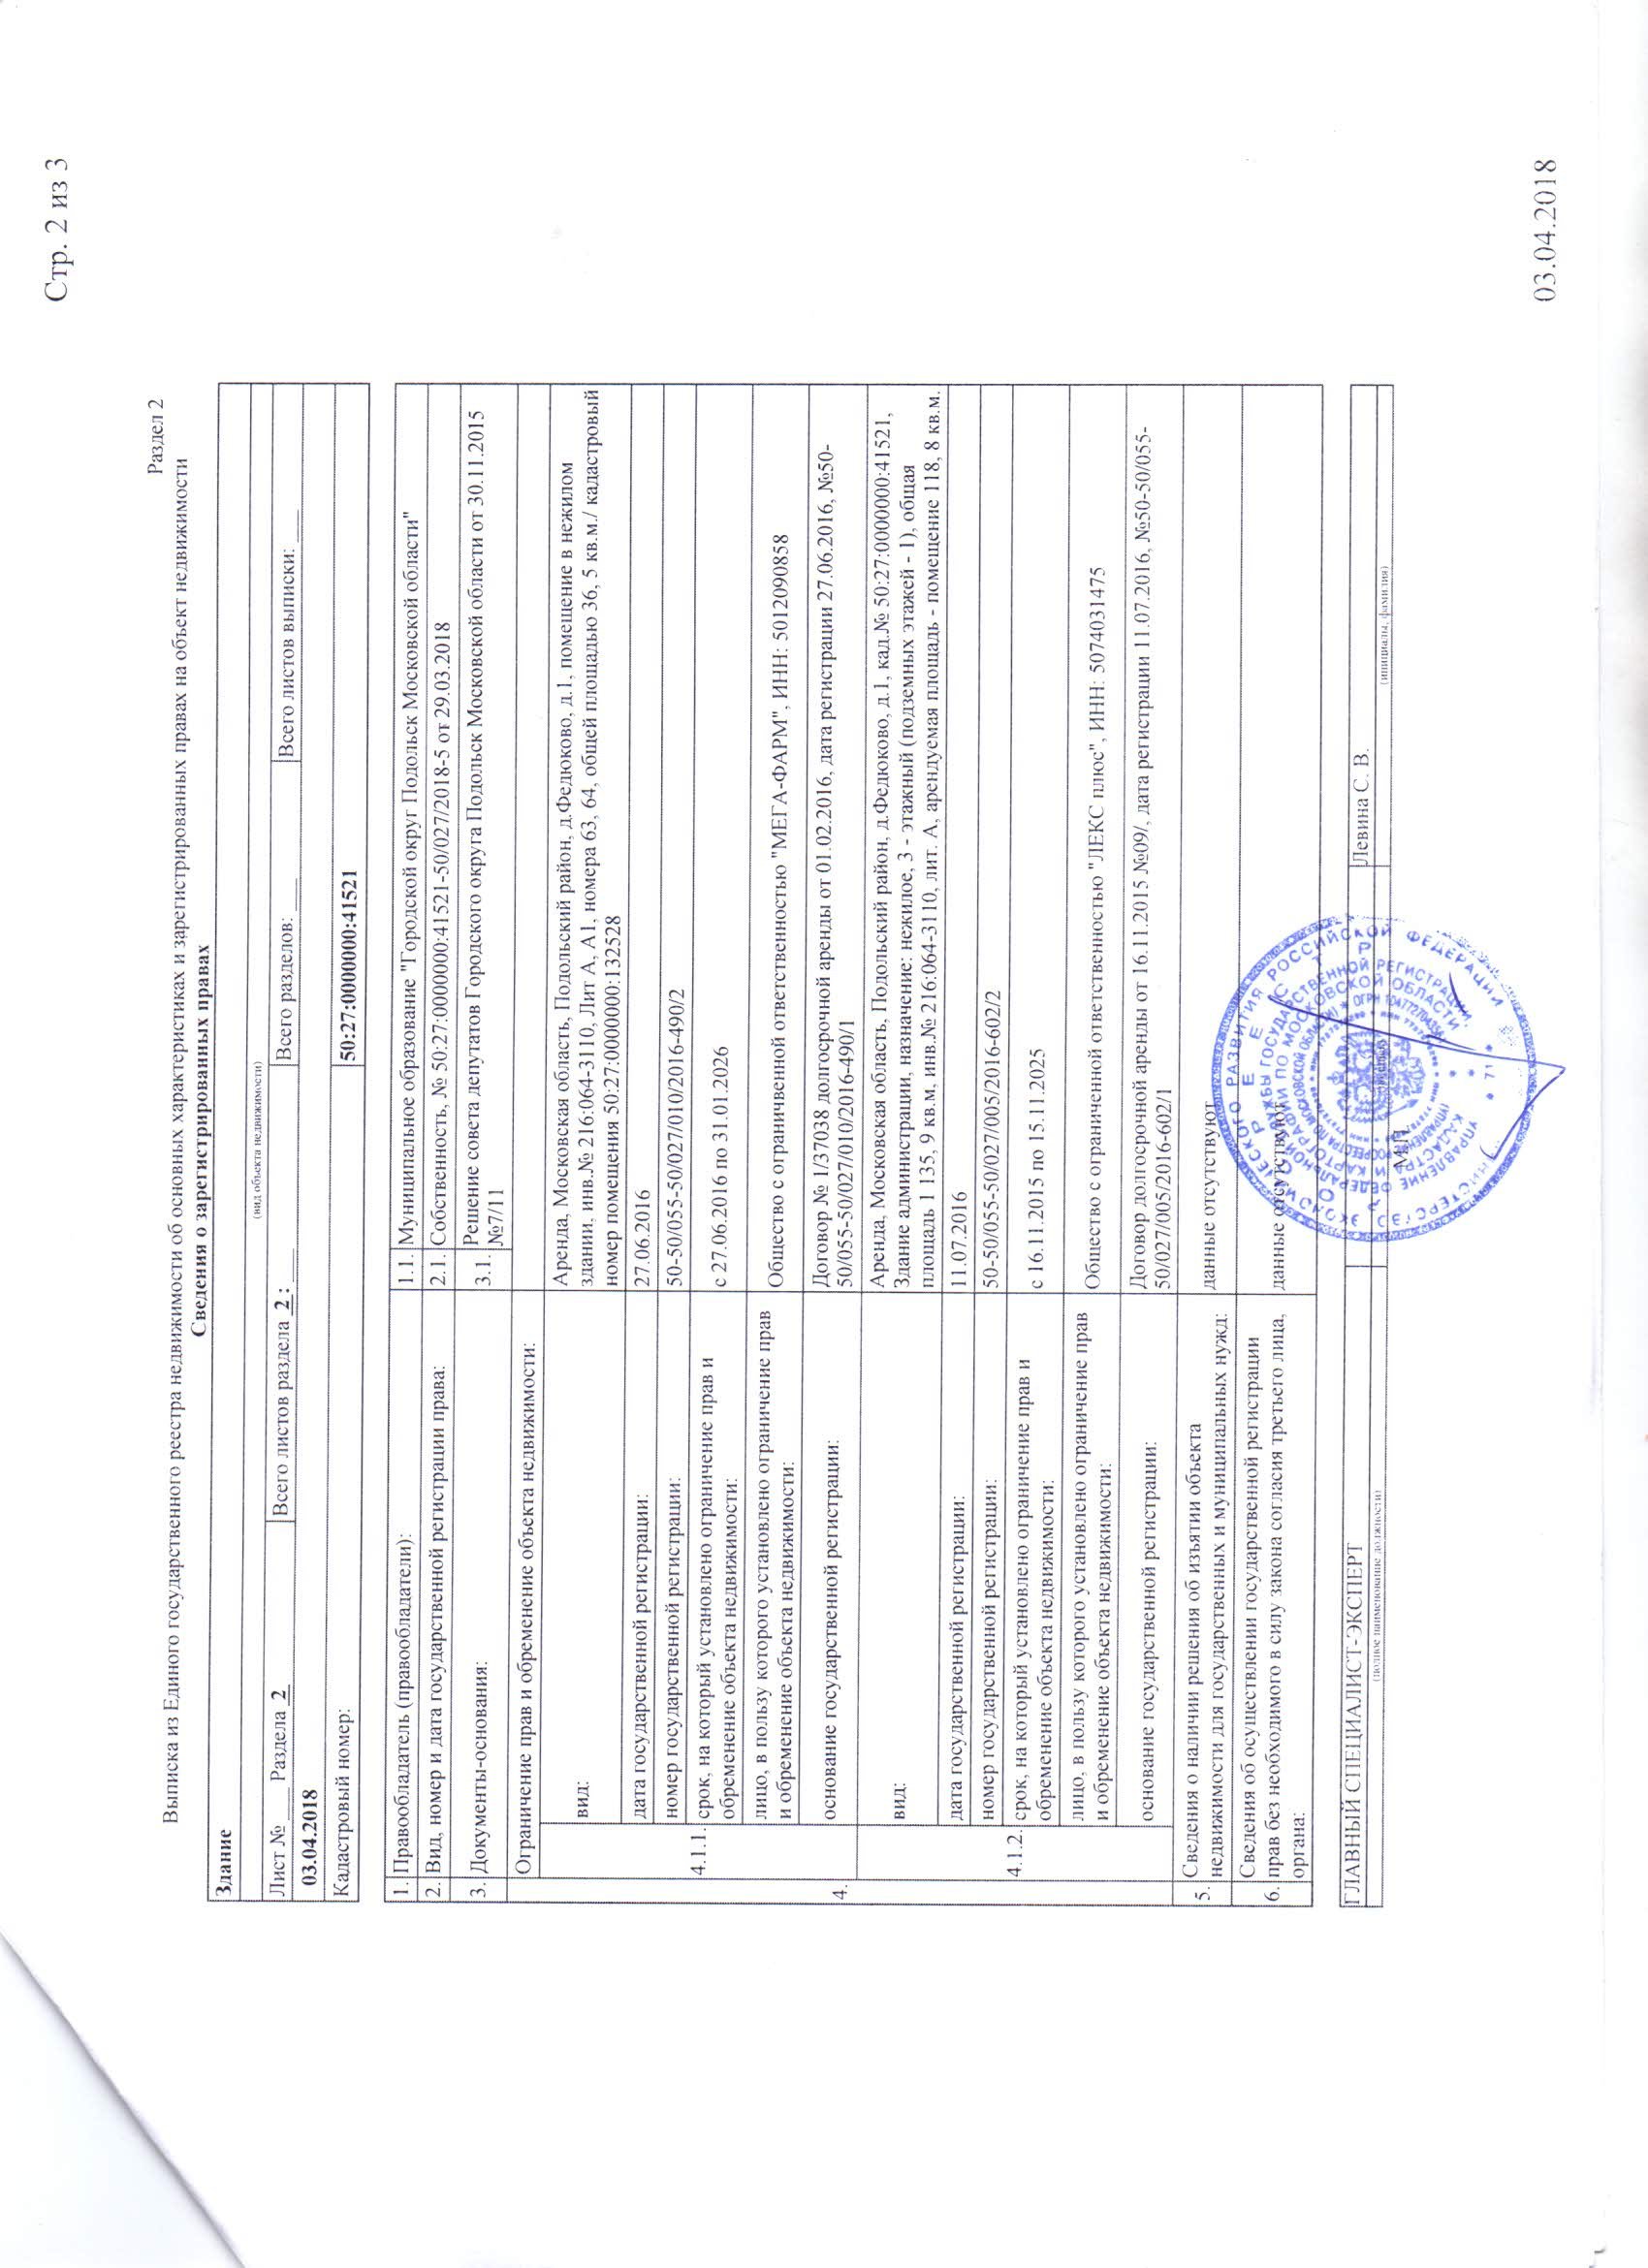 Стр. 2 из 3
Раздел 2
Выписка из Единого государственного реестра недвижимости об основных характеристиках и зарегистрированных правах на объект недвижимости
Сведения о зарегистрированных правах
Здание
(вид объекта недвижимости)
Лист № ___ Раздела 2 Всего листов раздела 2 : ___ Всего разделов: ___ Всего листов выписки: ___
03.04.2018
Кадастровый номер: 50:27:0000000:41521
1. Правообладатель (правообладатели): 1.1. Муниципальное образование "Городской округ Подольск Московской области"
2. Вид, номер и дата государственной регистрации права: 2.1. Собственность, № 50:27:0000000:41521-50/027/2018-5 от 29.03.2018
3. Документы-основания: 3.1. Решение совета депутатов Городского округа Подольск Московской области от 30.11.2015
№7/11
Ограничение прав и обременение объекта недвижимости:
4.
4.1.1.
вид:
Аренда, Московская область, Подольский район, д.Федюково, д.1, помещение в нежилом
здании, инв.№ 216:064-3110, Лит А, А1, номера 63, 64, общей площадью 36, 5 кв.м./ кадастровый
номер помещения 50:27:0000000:132528
дата государственной регистрации: 27.06.2016
номер государственной регистрации: 50-50/055-50/027/010/2016-490/2
срок, на который установлено ограничение прав и
обременение объекта недвижимости:
с 27.06.2016 по 31.01.2026
лицо, в пользу которого установлено ограничение прав
и обременение объекта недвижимости:
Общество с ограничвенной ответственностью "МЕГА-ФАРМ", ИНН: 5012090858
основание государственной регистрации:
Договор № 1/37038 долгосрочной аренды от 01.02.2016, дата регистрации 27.06.2016, №50-
50/055-50/027/010/2016-490/1
4.1.2.
вид:
Аренда, Московская область, Подольский район, д.Федюково, д.1, кад.№ 50:27:0000000:41521,
Здание администрации, назначение: нежилое, 3 - этажный (подземных этажей - 1), общая
площадь 1 135, 9 кв.м, инв.№ 216:064-3110, лит. А, арендуемая площадь - помещение 118, 8 кв.м.
дата государственной регистрации: 11.07.2016
номер государственной регистрации: 50-50/055-50/027/005/2016-602/2
срок, на который установлено ограничение прав и
обременение объекта недвижимости:
с 16.11.2015 по 15.11.2025
лицо, в пользу которого установлено ограничение прав
и обременение объекта недвижимости:
Общество с ограниченной ответственностью "ЛЕКС плюс", ИНН: 5074031475
основание государственной регистрации:
Договор долгосрочной аренды от 16.11.2015 №09/, дата регистрации 11.07.2016, №50-50/055-
50/027/005/2016-602/1
5. Сведения о наличии решения об изъятии объекта
недвижимости для государственных и муниципальных нужд:
данные отсутствуют
6. Сведения об осуществлении государственной регистрации
прав без необходимого в силу закона согласия третьего лица,
органа:
данные отсутствуют
ГЛАВНЫЙ СПЕЦИАЛИСТ-ЭКСПЕРТ Левина С. В.
(полное наименование должности) (инициалы, фамилия)
М.П.
03.04.2018